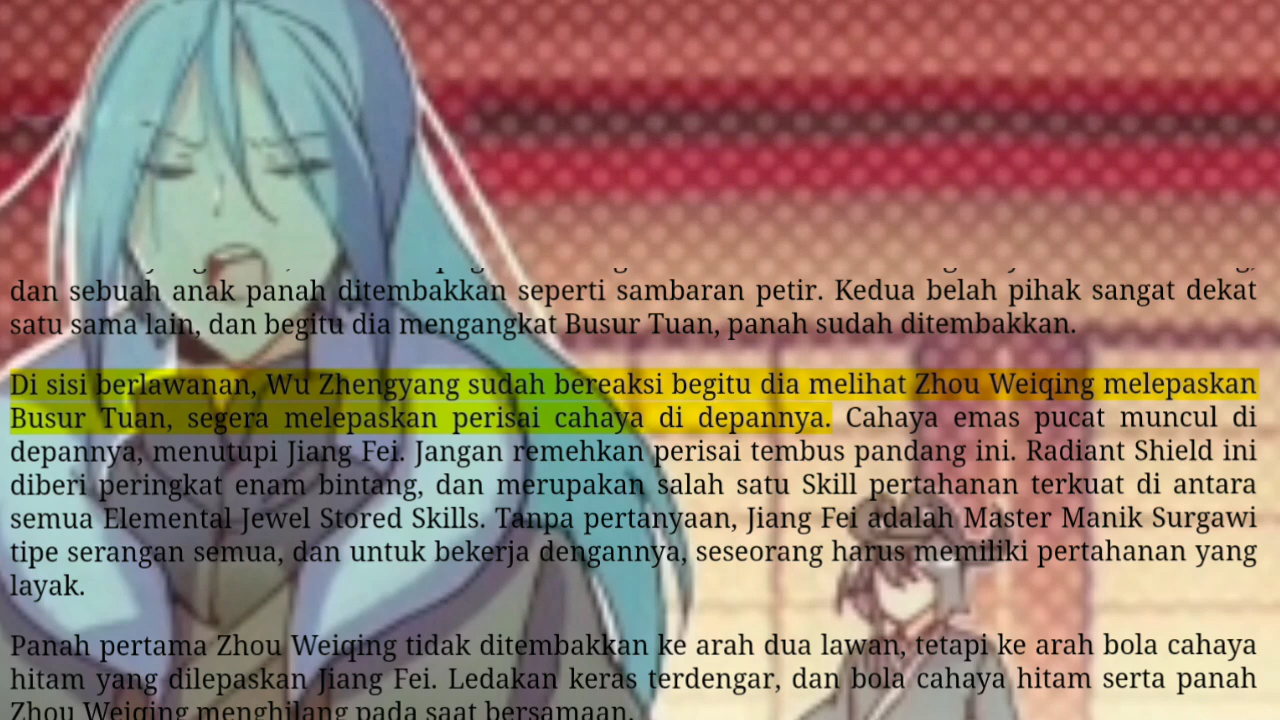 dan sebuah anak panah ditembakkan seperti sambaran petir. Kedua belah pihak sangat dekat
satu sama lain, dan begitu dia mengangkat Busur Tuan, panah sudah ditembakkan.
Di sisi berlawanan, Wu Zhengyang sudah bereaksi begitu dia melihat Zhou Weiqing melepaskan
Busur Tuan, segera melepaskan perisai cahaya di depannya. Cahaya emas pucat muncul di
depannya, menutupi Jiang Fei. Jangan remehkan perisai tembus pandang ini. Radiant Shield ini
diberi peringkat enam bintang, dan merupakan salah satu Skill pertahanan terkuat di antara
semua Elemental Jewel Stored Skills. Tanpa pertanyaan, Jiang Fei adalah Master Manik Surgawi
tipe serangan semua, dan untuk bekerja dengannya, seseorang harus memiliki pertahanan yang
layak.
Panah pertama Zhou Weiqing tidak ditembakkan ke arah dua lawan, tetapi ke arah bola cahaya
hitam yang dilepaskan Jiang Fei. Ledakan keras terdengar, dan bola cahaya hitam serta panah
Zhou Weiqing menghilang pada saat bersamaan.